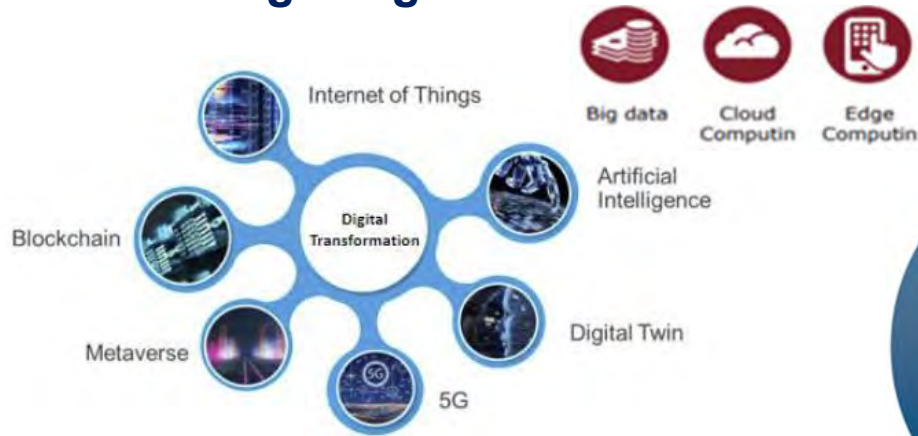 Internet of Things
Big data
Cloud
Computin
Edge
Computin
Artificial
Intelligence
Digital
Transformation
Blockchain
Digital Twin
Metaverse
5G
5G